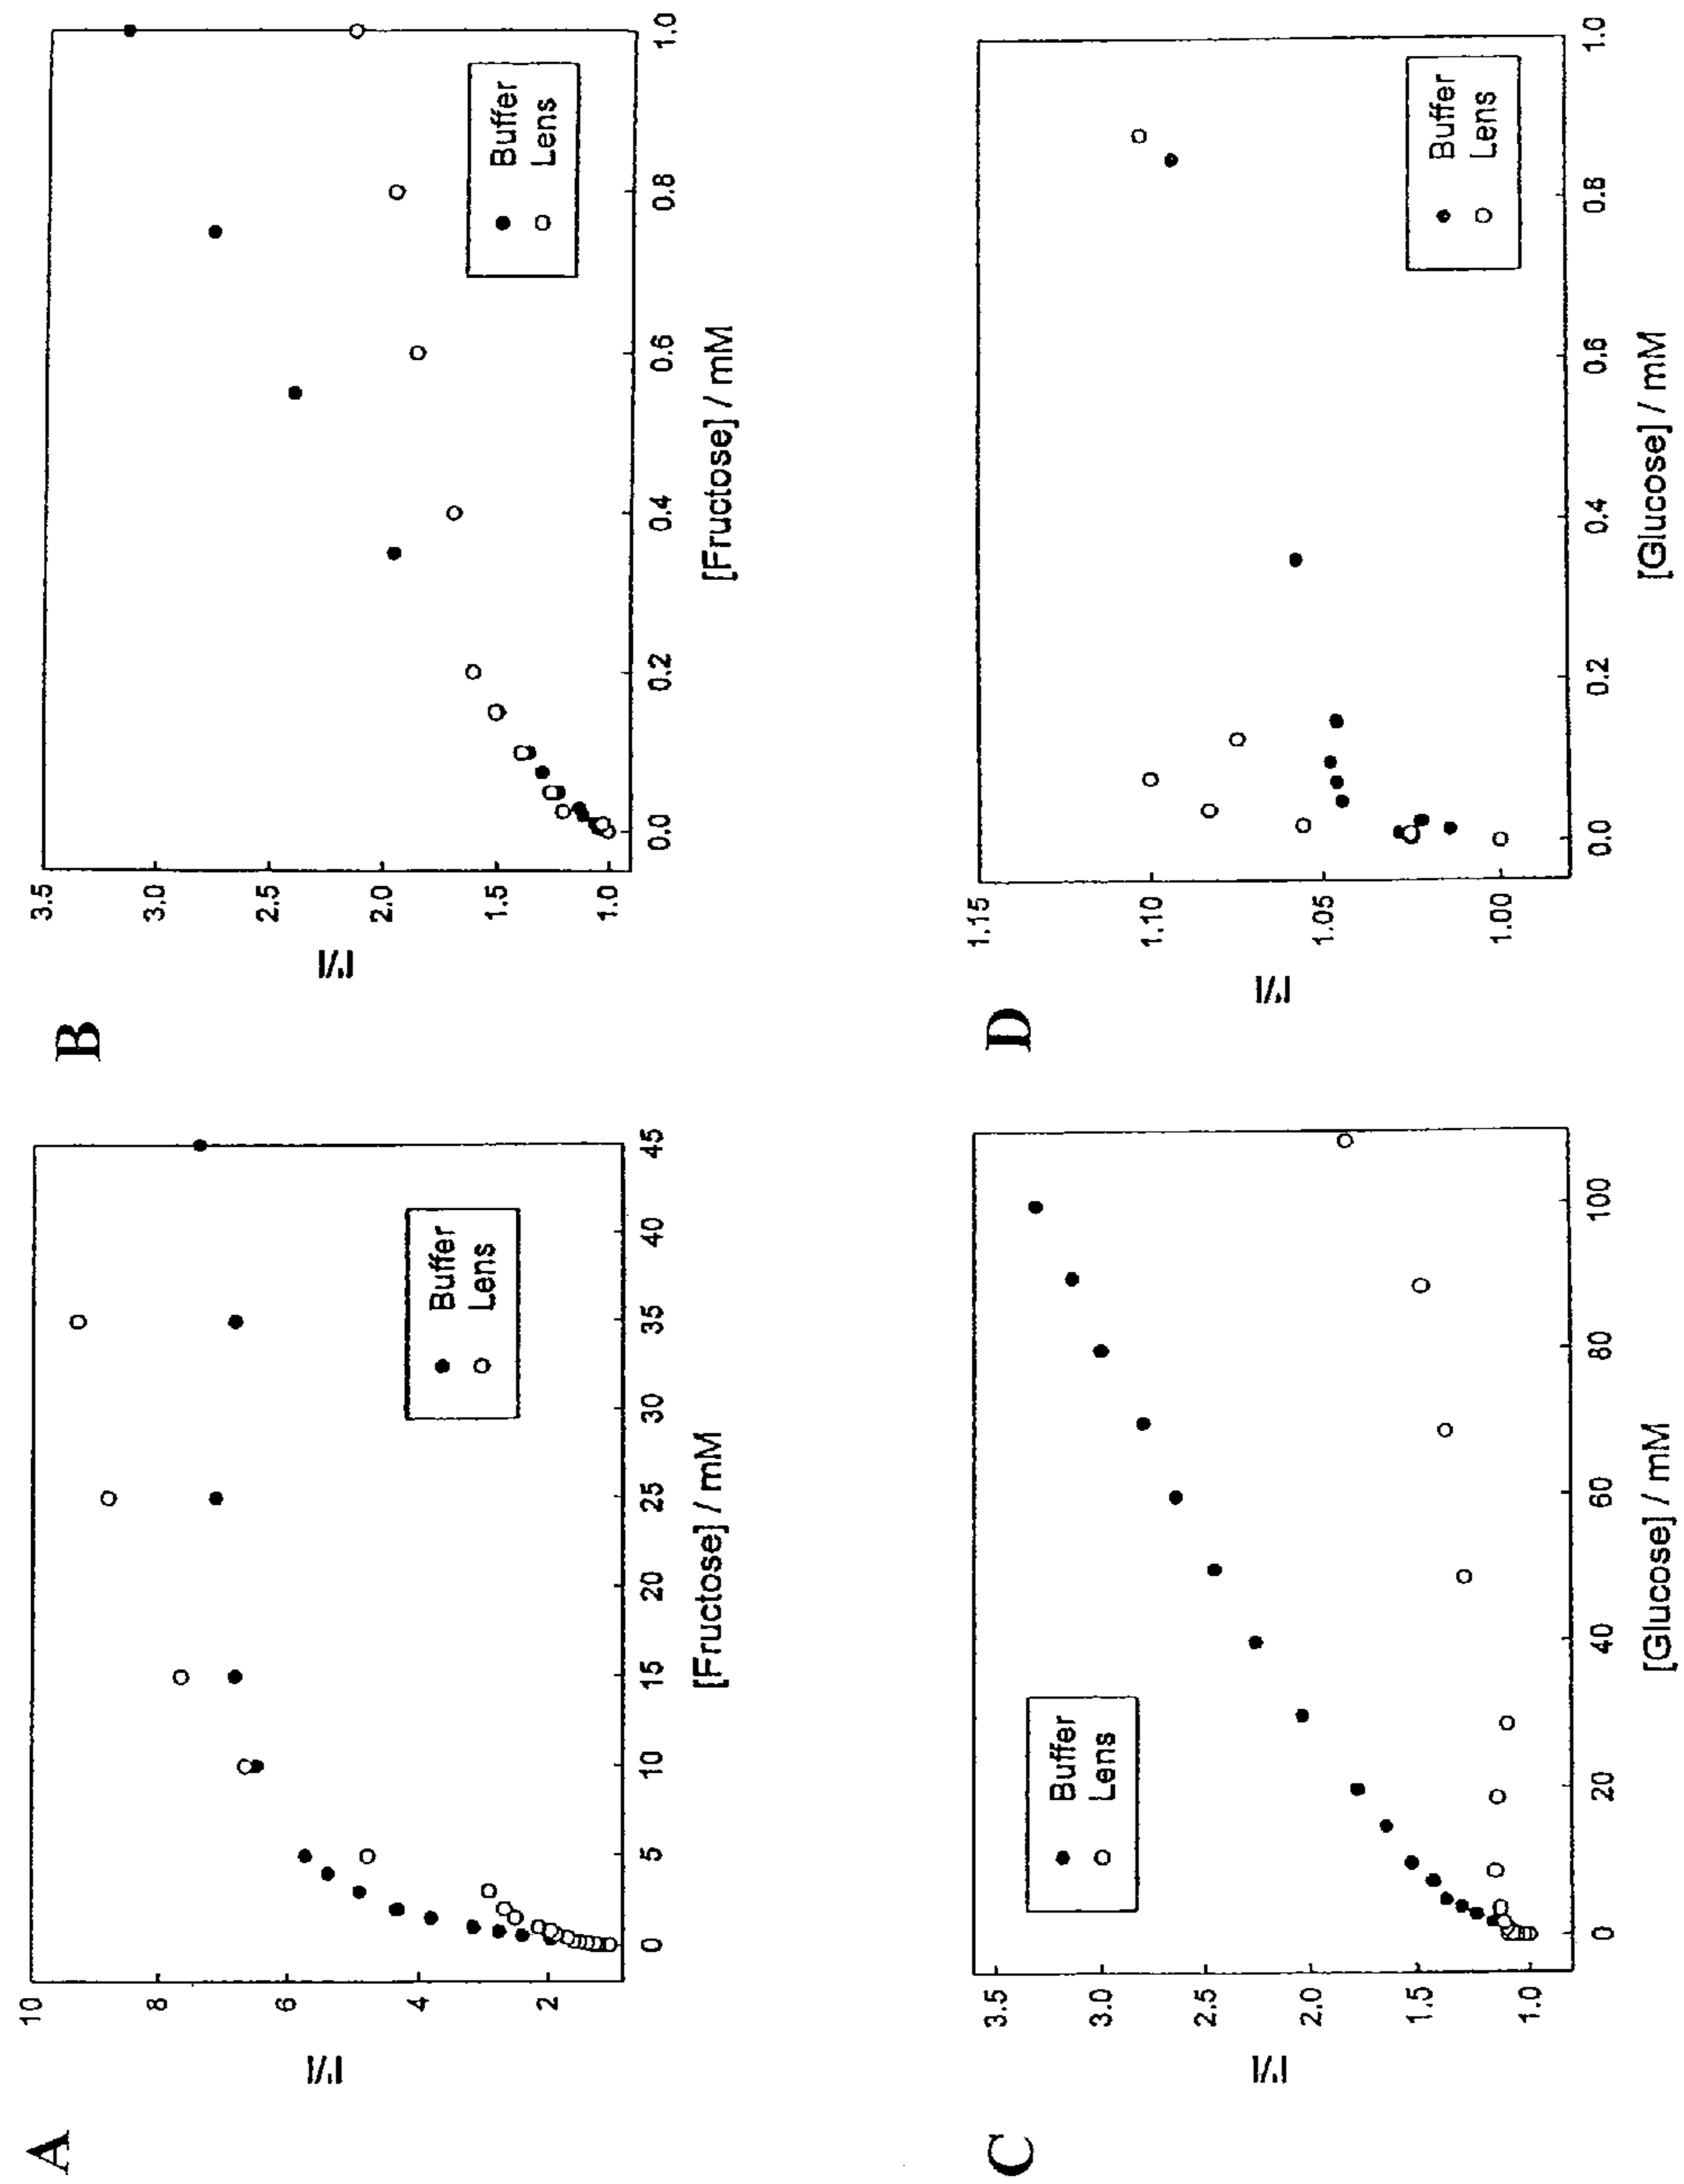 A
I'/I
10
8
6
4
2
0
5
10
15
20
25
30
35
40
45
[Fructose] / mM
Buffer
Lens
B
I'/I
3.5
3.0
2.5
2.0
1.5
1.0
0.0
0.2
0.4
0.6
0.8
1.0
[Fructose] / mM
Buffer
Lens
C
I'/I
3.5
3.0
2.5
2.0
1.5
1.0
0
20
40
60
80
100
[Glucose] / mM
Buffer
Lens
D
I'/I
1.15
1.10
1.05
1.00
0.0
0.2
0.4
0.6
0.8
1.0
[Glucose] / mM
Buffer
Lens